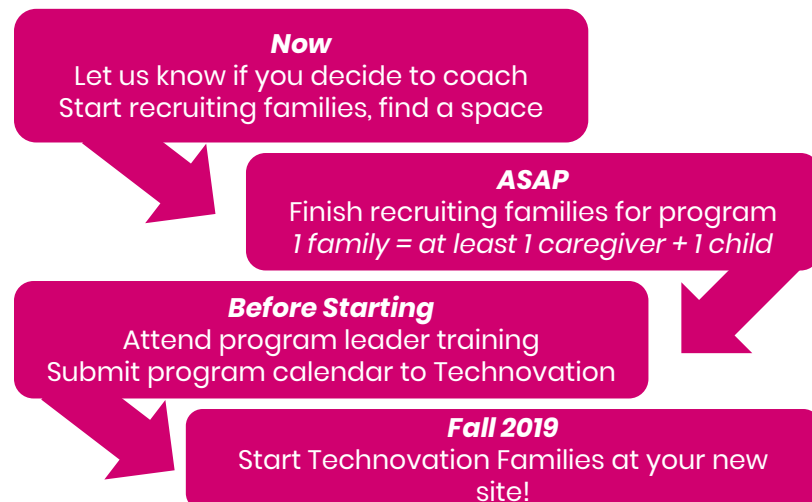 Now
Let us know if you decide to coach
Start recruiting families, find a space
ASAP
Finish recruiting families for program
1 family = at least 1 caregiver + 1 child
Before Starting
Attend program leader training
Submit program calendar to Technovation
Fall 2019
Start Technovation Families at your new
site!